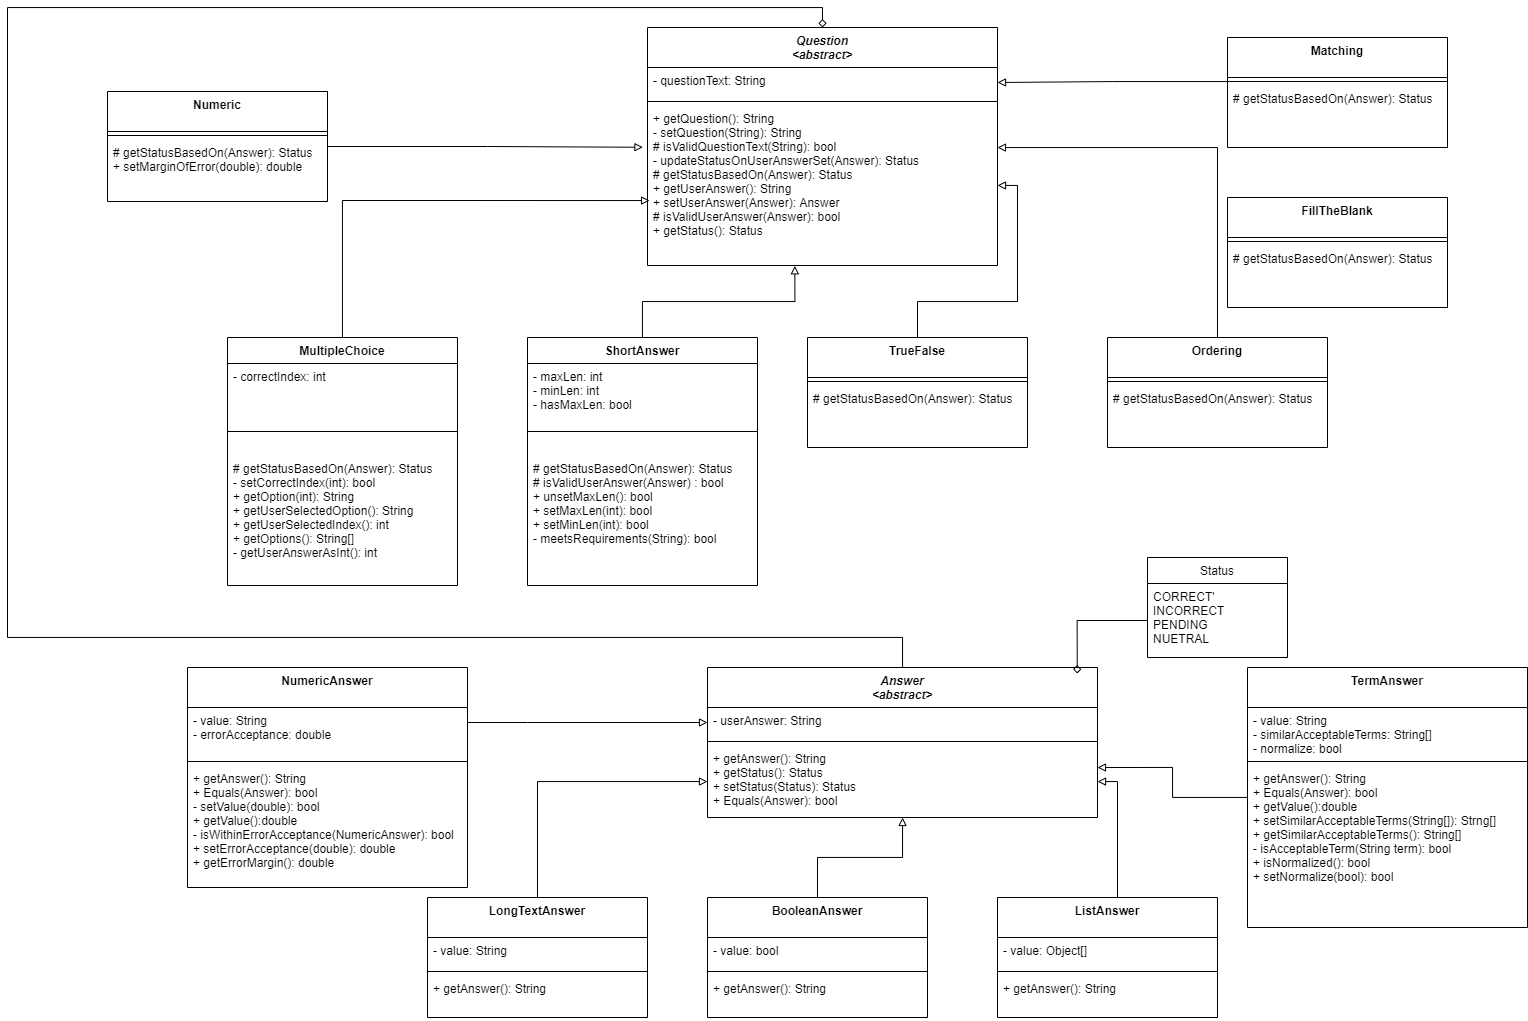 Question
<abstract>
- questionText: String
+ getQuestion(): String
- setQuestion(String): String
# isValidQuestionText(String): bool
- updateStatusOnUserAnswerSet(Answer): Status
# getStatusBasedOn(Answer): Status
+ getUserAnswer(): String
+ setUserAnswer(Answer): Answer
# isValidUserAnswer(Answer): bool
+ getStatus(): Status
Matching
# getStatusBasedOn(Answer): Status
Numeric
# getStatusBasedOn(Answer): Status
+ setMarginOfError(double): double
FillTheBlank
# getStatusBasedOn(Answer): Status
MultipleChoice
- correctIndex: int
# getStatusBasedOn(Answer): Status
- setCorrectIndex(int): bool
+ getOption(int): String
+ getUserSelectedOption(): String
+ getUserSelectedIndex(): int
+ getOptions(): String[]
- getUserAnswerAsInt(): int
ShortAnswer
- maxLen: int
- minLen: int
- hasMaxLen: bool
# getStatusBasedOn(Answer): Status
# isValidUserAnswer(Answer) : bool
+ unsetMaxLen(): bool
+ setMaxLen(int): bool
+ setMinLen(int): bool
- meetsRequirements(String): bool
TrueFalse
# getStatusBasedOn(Answer): Status
Ordering
# getStatusBasedOn(Answer): Status
Status
CORRECT'
INCORRECT
PENDING
NUETRAL
NumericAnswer
- value: String
- errorAcceptance: double
+ getAnswer(): String
+ Equals(Answer): bool
- setValue(double): bool
+ getValue():double
- isWithinErrorAcceptance(NumericAnswer): bool
+ setErrorAcceptance(double): double
+ getErrorMargin(): double
Answer
<abstract>
- userAnswer: String
+ getAnswer(): String
+ getStatus(): Status
+ setStatus(Status): Status
+ Equals(Answer): bool
TermAnswer
- value: String
- similarAcceptableTerms: String[]
- normalize: bool
+ getAnswer(): String
+ Equals(Answer): bool
+ getValue():double
+ setSimilarAcceptableTerms(String[]): Strng[]
+ getSimilarAcceptableTerms(): String[]
- isAcceptableTerm(String term): bool
+ isNormalized(): bool
+ setNormalize(bool): bool
LongTextAnswer
- value: String
+ getAnswer(): String
BooleanAnswer
- value: bool
+ getAnswer(): String
ListAnswer
- value: Object[]
+ getAnswer(): String